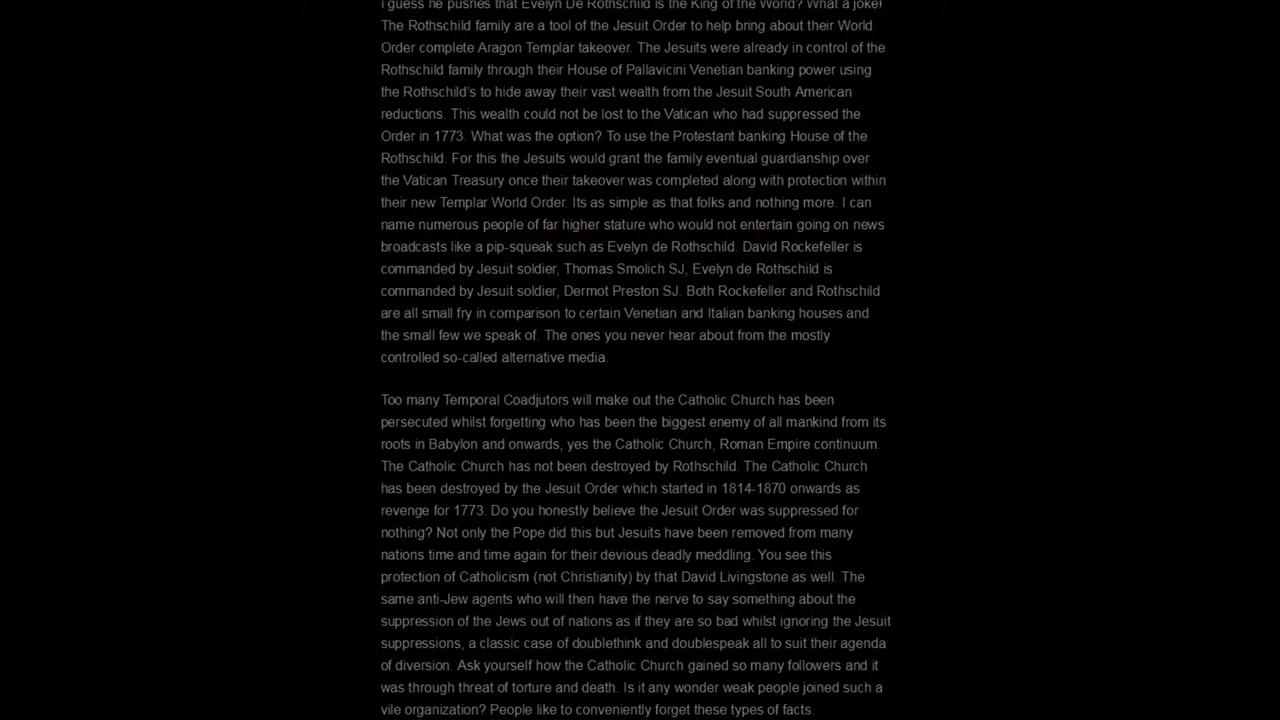 I guess he pushes that Evelyn De Rothschild is the King of the World? What a joke!
The Rothschild family are a tool of the Jesuit Order to help bring about their World
Order complete Aragon Templar takeover. The Jesuits were already in control of the
Rothschild family through their House of Pallavicini Venetian banking power using
the Rothschild's to hide away their vast wealth from the Jesuit South American
reductions. This wealth could not be lost to the Vatican who had suppressed the
Order in 1773. What was the option? To use the Protestant banking House of the
Rothschild. For this the Jesuits would grant the family eventual guardianship over
the Vatican Treasury once their takeover was completed along with protection within
their new Templar World Order. Its as simple as that folks and nothing more. I can
name numerous people of far higher stature who would not entertain going on news
broadcasts like a pip-squeak such as Evelyn de Rothschild. David Rockefeller is
commanded by Jesuit soldier, Thomas Smolich SJ, Evelyn de Rothschild is
commanded by Jesuit soldier, Dermot Preston SJ. Both Rockefeller and Rothschild
are all small fry in comparison to certain Venetian and Italian banking houses and
the small few we speak of. The ones you never hear about from the mostly
controlled so-called alternative media.
Too many Temporal Coadjutors will make out the Catholic Church has been
persecuted whilst forgetting who has been the biggest enemy of all mankind from its
roots in Babylon and onwards, yes the Catholic Church, Roman Empire continuum.
The Catholic Church has not been destroyed by Rothschild. The Catholic Church
has been destroyed by the Jesuit Order which started in 1814-1870 onwards as
revenge for 1773. Do you honestly believe the Jesuit Order was suppressed for
nothing? Not only the Pope did this but Jesuits have been removed from many
nations time and time again for their devious deadly meddling. You see this
protection of Catholicism (not Christianity) by that David Livingstone as well. The
same anti-Jew agents who will then have the nerve to say something about the
suppression of the Jews out of nations as if they are so bad whilst ignoring the Jesuit
suppressions, a classic case of doublethink and doublespeak all to suit their agenda
of diversion. Ask yourself how the Catholic Church gained so many followers and it
was through threat of torture and death. Is it any wonder weak people joined such a
vile organization? People like to conveniently forget these types of facts.